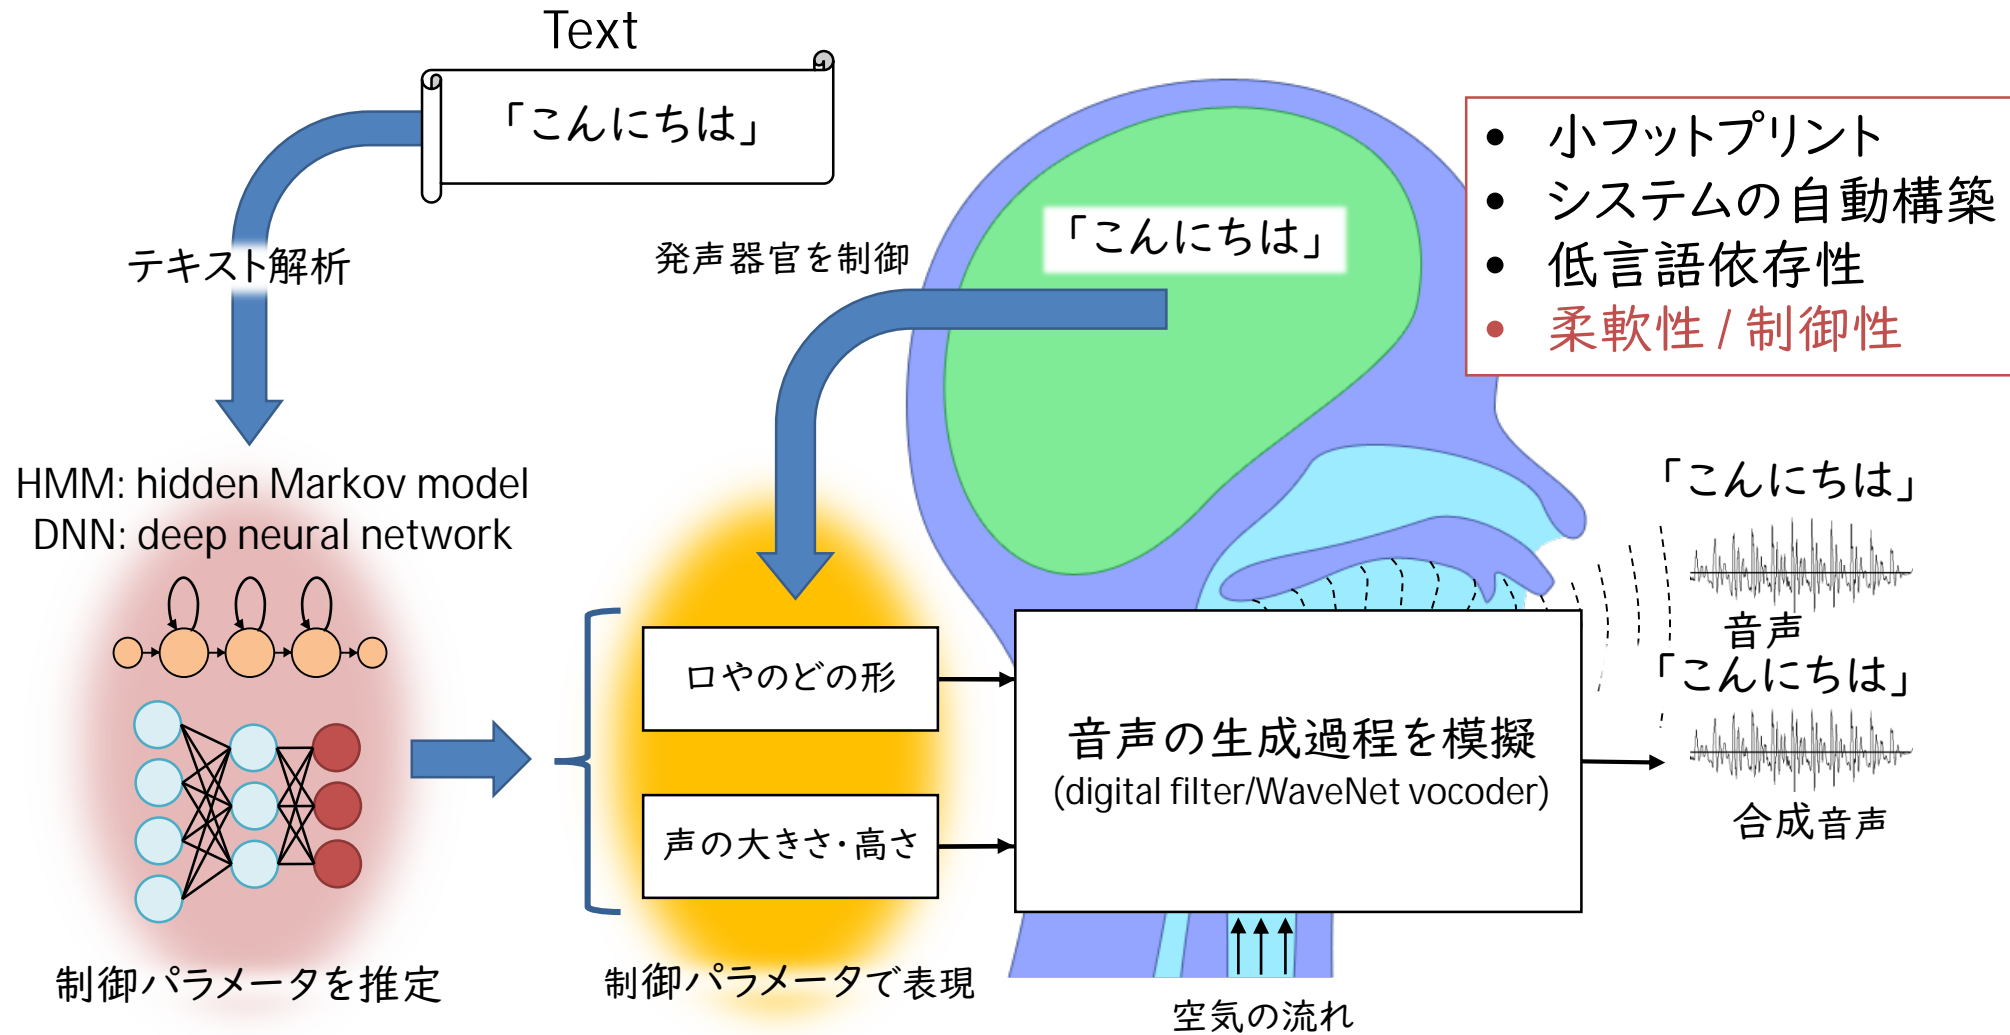 Text
「こんにちは」
テキスト解析
発声器官を制御
「こんにちは」
• 小フットプリント
• システムの自動構築
• 低言語依存性
• 柔軟性 / 制御性
HMM: hidden Markov model
DNN: deep neural network
口やのどの形
声の大きさ・高さ
音声の生成過程を模擬
(digital filter/WaveNet vocoder)
「こんにちは」
音声
「こんにちは」
合成音声
制御パラメータを推定
制御パラメータで表現
空気の流れ